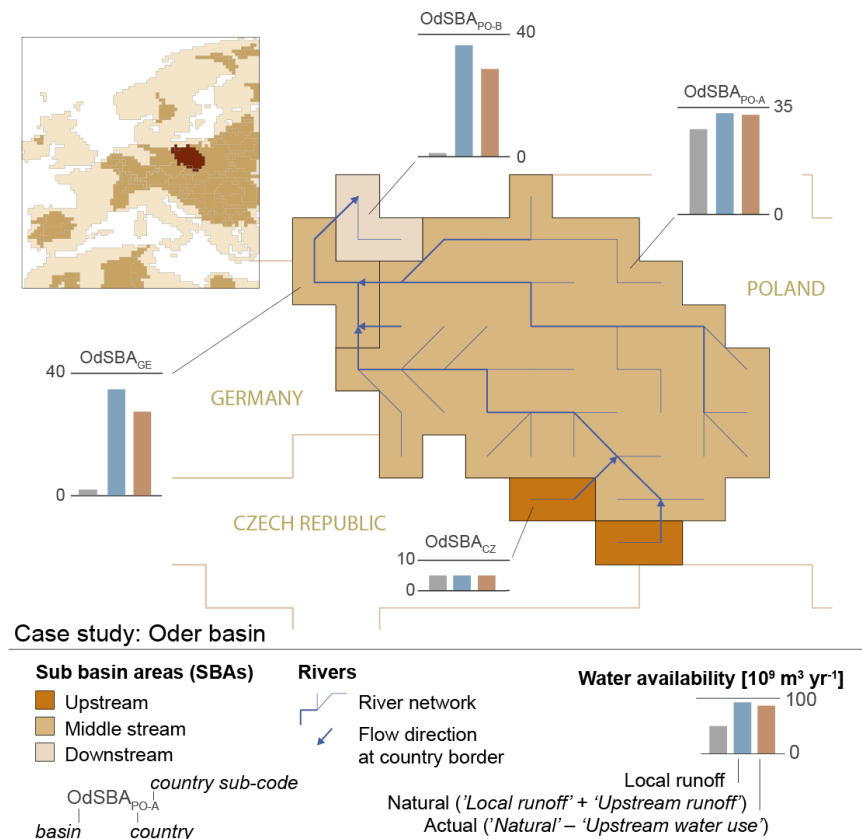 OdSBA_PO-B
40
0
OdSBA_PO-A
35
0
POLAND
OdSBA_GE
40
0
GERMANY
CZECH REPUBLIC
OdSBA_CZ
10
0
Case study: Oder basin
Sub basin areas (SBAs)
Upstream
Middle stream
Downstream
OdSBA_PO-A
country sub-code
basin
country
Rivers
River network
Flow direction
at country border
Water availability [10⁹ m³ yr⁻¹]
100
0
Local runoff
Natural ('Local runoff' + 'Upstream runoff')
Actual ('Natural' – 'Upstream water use')